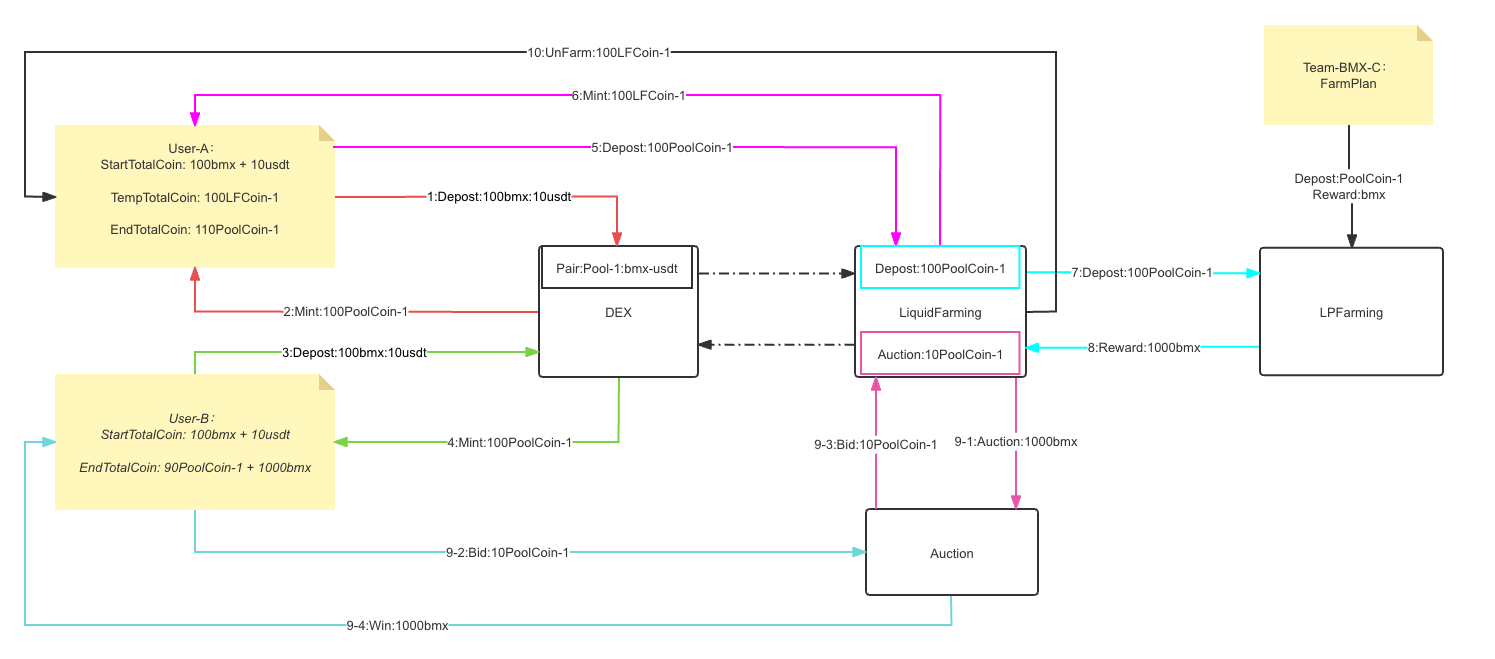 10:UnFarm:100LFCoin-1
Team-BMX-C:
FarmPlan
6:Mint:100LFCoin-1
User-A:
StartTotalCoin: 100bmx + 10usdt
TempTotalCoin: 100LFCoin-1
EndTotalCoin: 110PoolCoin-1
5:Depost:100PoolCoin-1
Depost:PoolCoin-1
Reward:bmx
1:Depost:100bmx:10usdt
Pair:Pool-1:bmx-usdt
DEX
Depost:100PoolCoin-1
LiquidFarming
Auction:10PoolCoin-1
7:Depost:100PoolCoin-1
LPFarming
8:Reward:1000bmx
2:Mint:100PoolCoin-1
3:Depost:100bmx:10usdt
User-B:
StartTotalCoin: 100bmx + 10usdt
EndTotalCoin: 90PoolCoin-1 + 1000bmx
4:Mint:100PoolCoin-1
9-3:Bid:10PoolCoin-1
9-1:Auction:1000bmx
9-2:Bid:10PoolCoin-1
Auction
9-4:Win:1000bmx